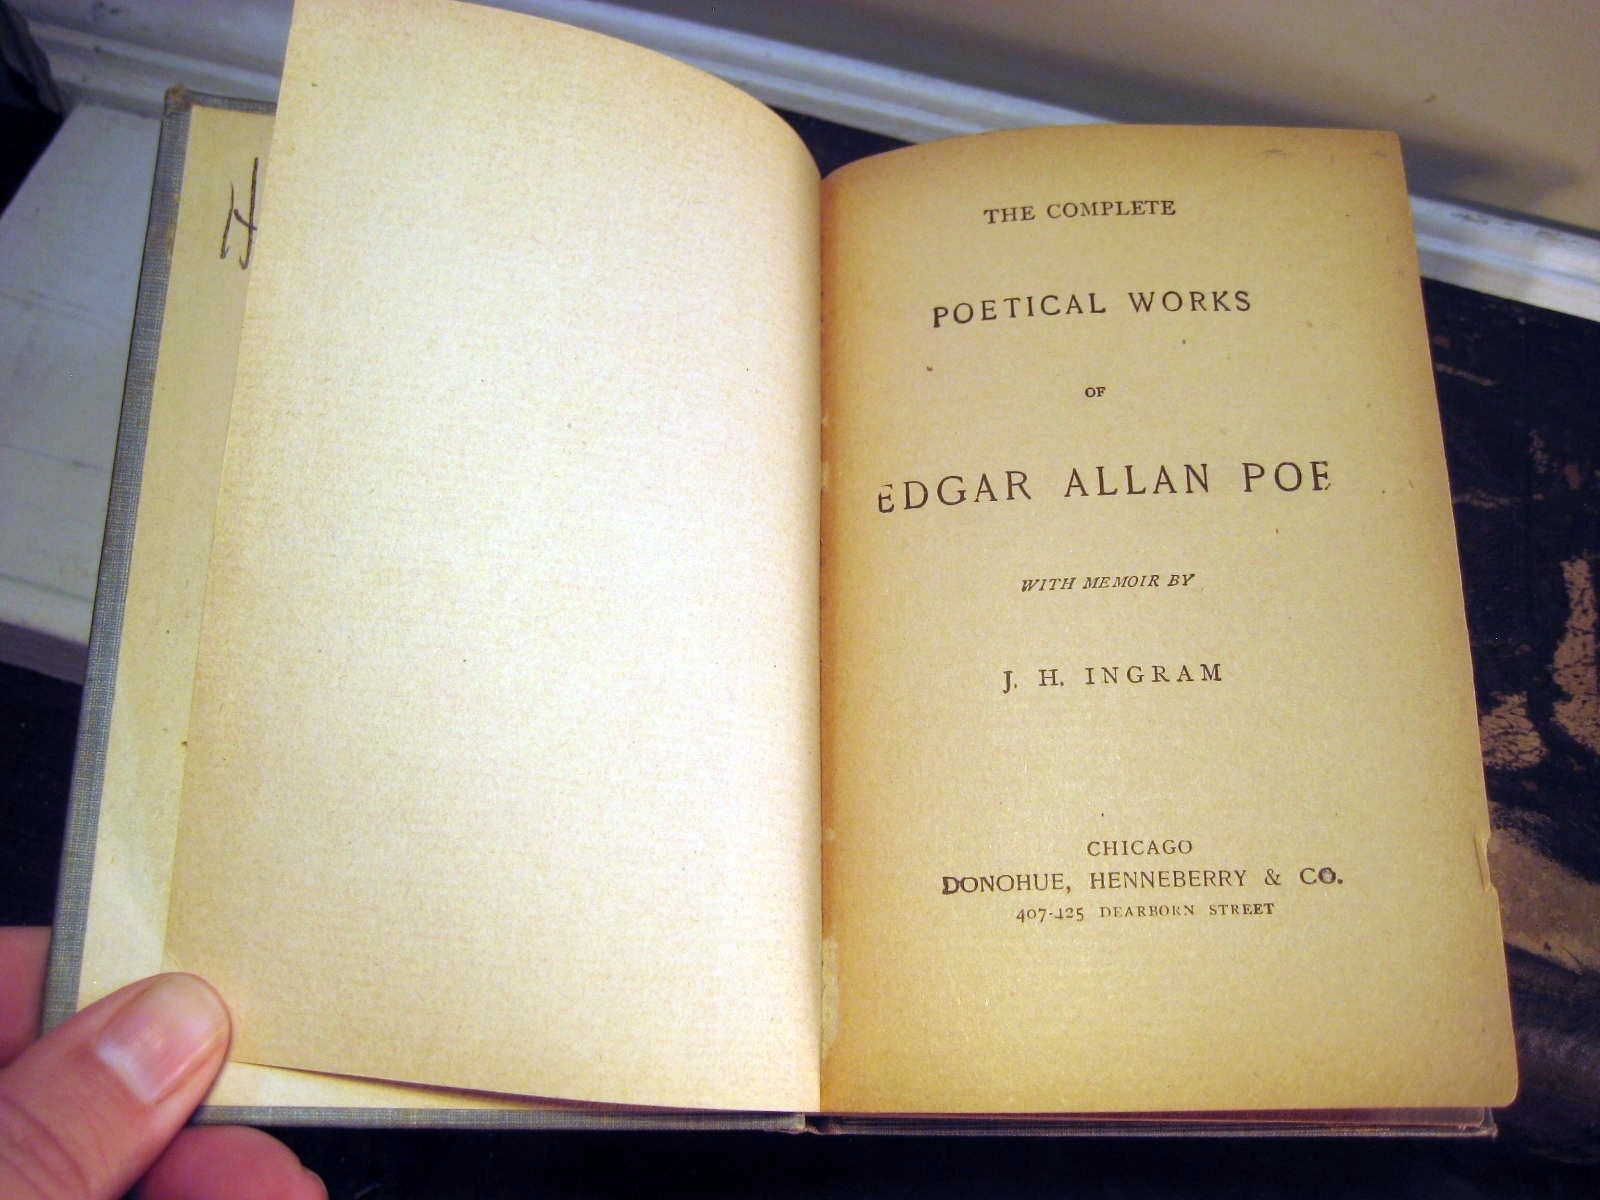 THE COMPLETE
POETICAL WORKS
OF
EDGAR ALLAN POE
WITH MEMOIR BY
J. H. INGRAM
CHICAGO
DONOHUE, HENNEBERRY & CO.
407-425 DEARBORN STREET